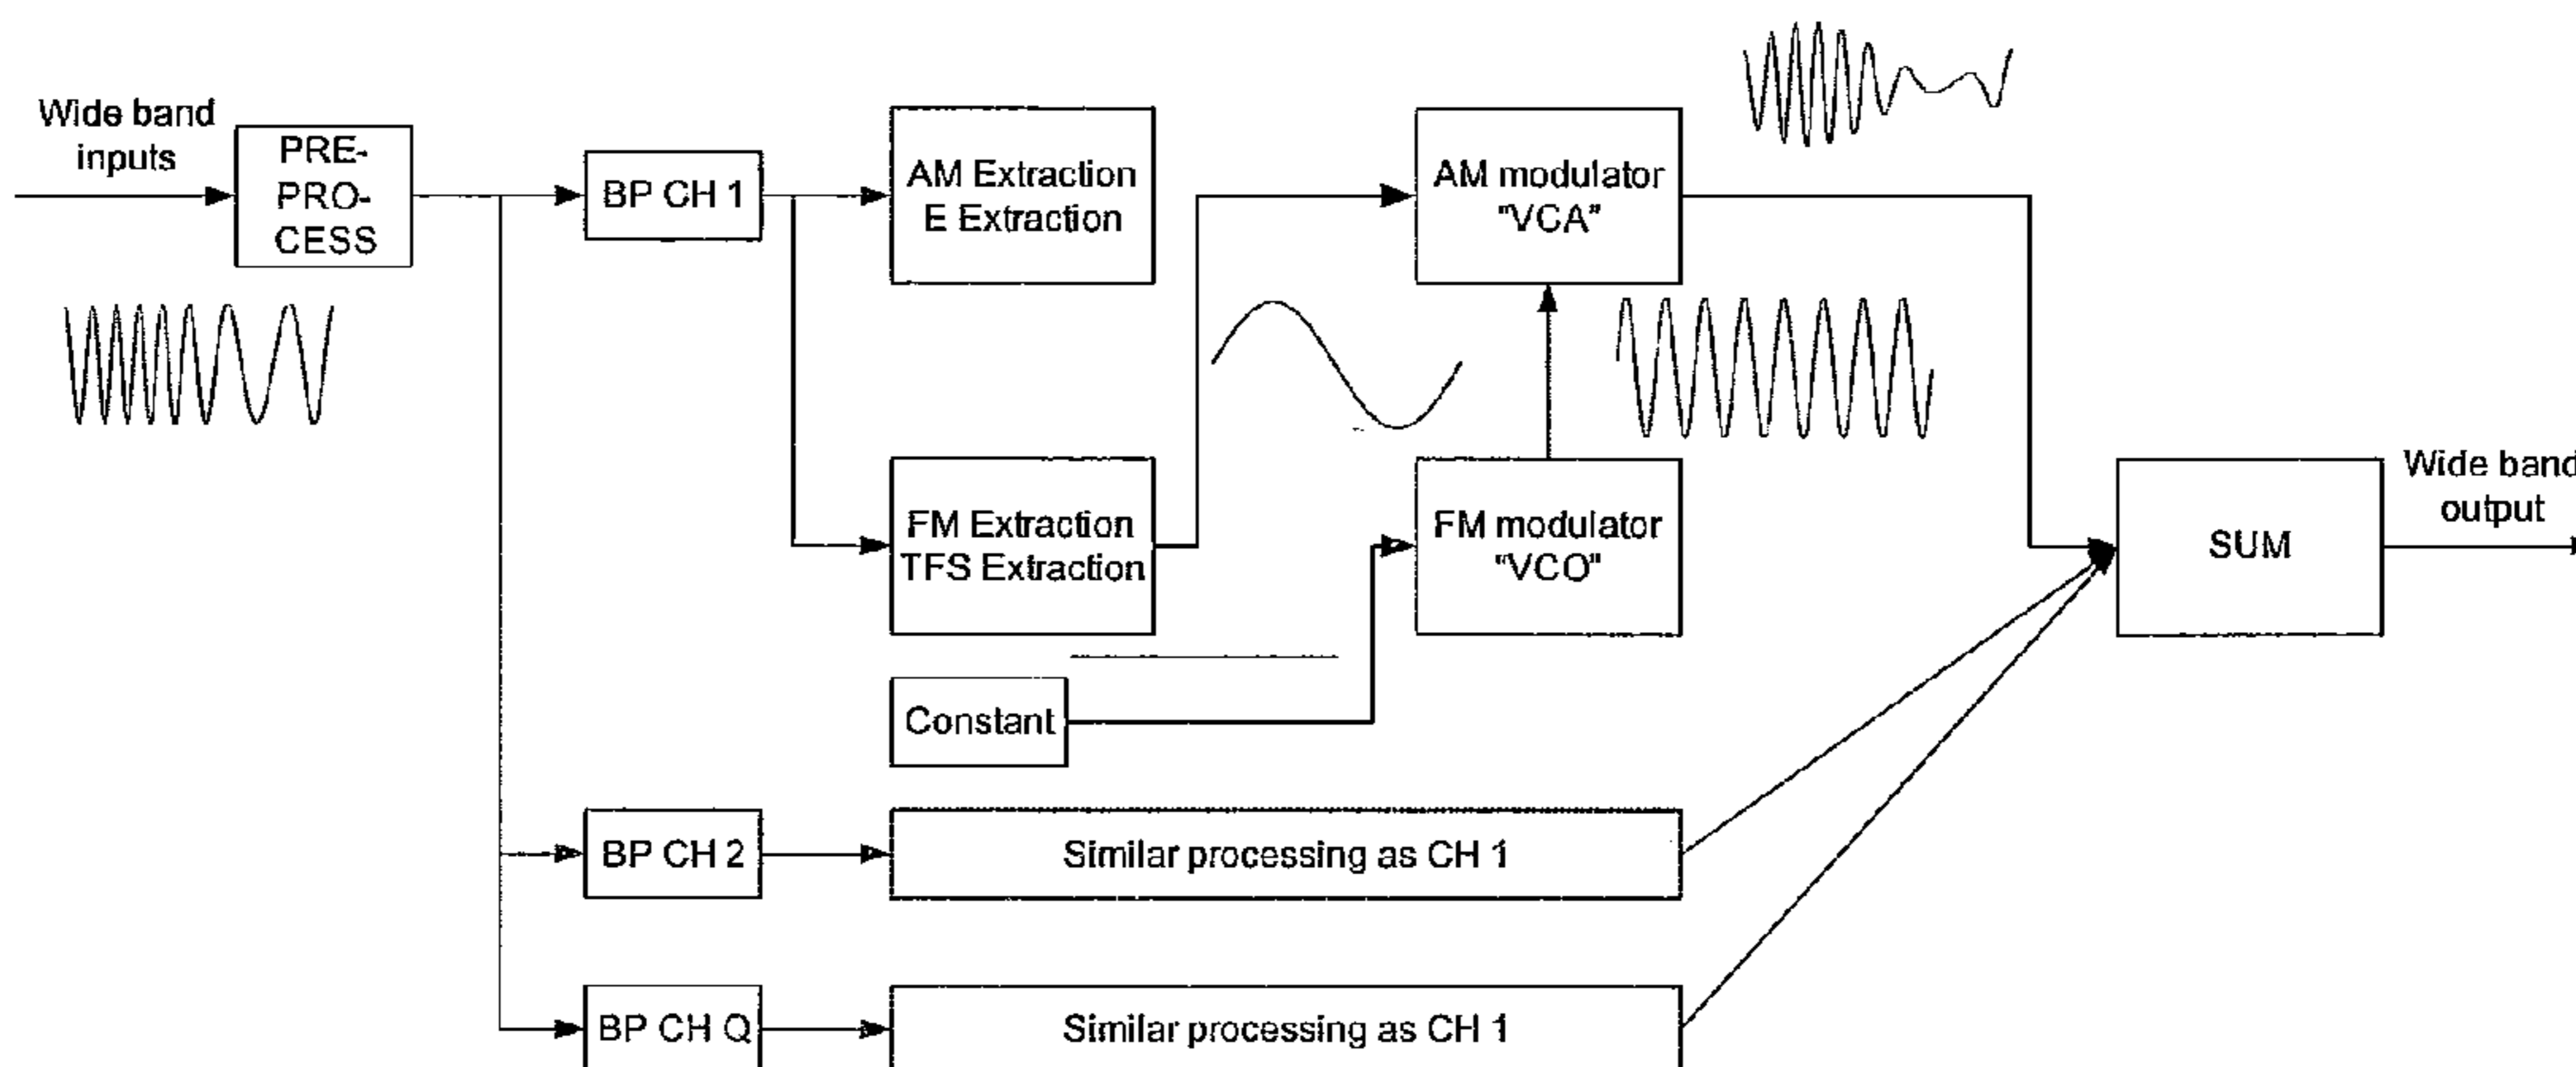 Wide band
inputs
PRE-
PRO-
CESS
BP CH 1
AM Extraction
E Extraction
AM modulator
"VCA"
FM Extraction
TFS Extraction
FM modulator
"VCO"
SUM
Wide band
output
Constant
BP CH 2
Similar processing as CH 1
BP CH Q
Similar processing as CH 1